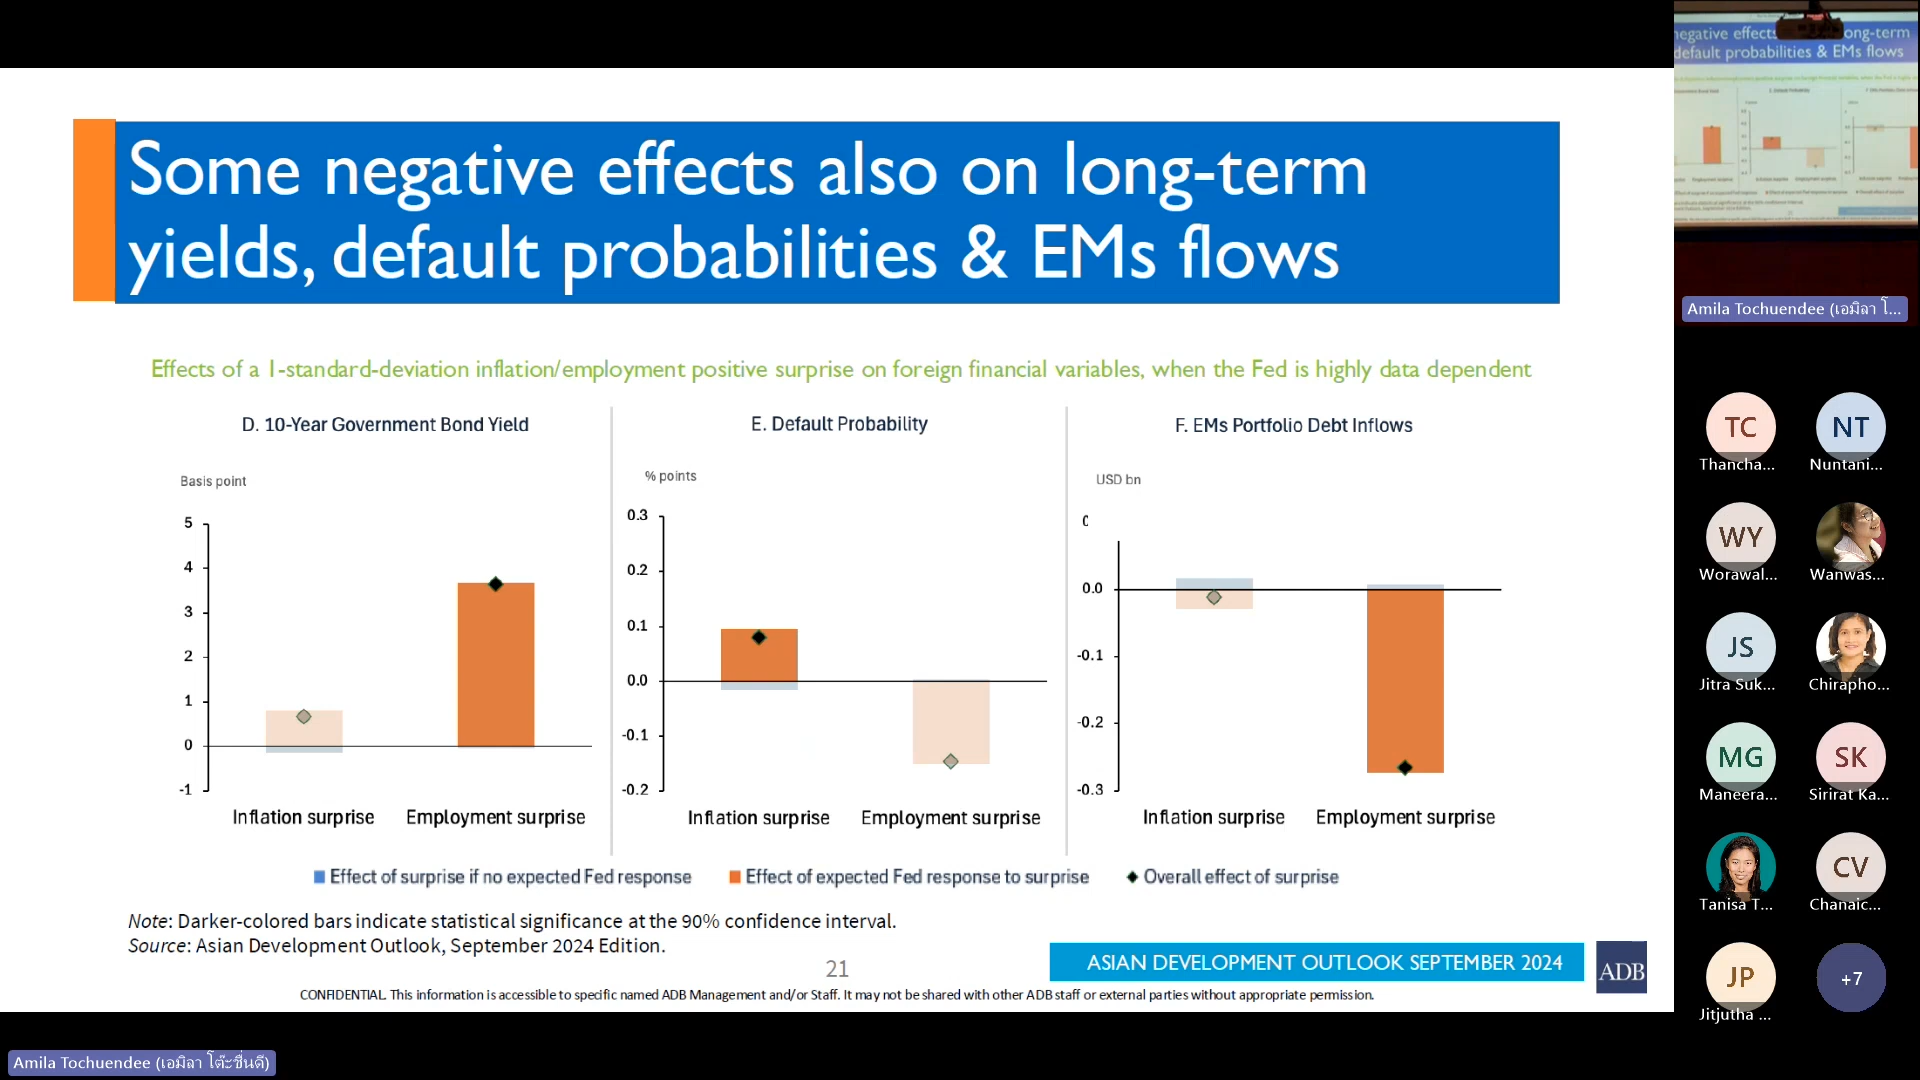 Some negative effects also on long-term
yields, default probabilities & EMs flows
Effects of a 1-standard-deviation inflation/employment positive surprise on foreign financial variables, when the Fed is highly data dependent
D. 10-Year Government Bond Yield
Basis point
5
4
3
2
1
0
-1
Inflation surprise
Employment surprise
E. Default Probability
% points
0.3
0.2
0.1
0.0
-0.1
-0.2
Inflation surprise
Employment surprise
F. EMs Portfolio Debt Inflows
USD bn
0.0
-0.1
-0.2
-0.3
Inflation surprise
Employment surprise
Effect of surprise if no expected Fed response
Effect of expected Fed response to surprise
Overall effect of surprise
Note: Darker-colored bars indicate statistical significance at the 90% confidence interval.
Source: Asian Development Outlook, September 2024 Edition.
21
ASIAN DEVELOPMENT OUTLOOK SEPTEMBER 2024
ADB
CONFIDENTIAL. This information is accessible to specific named ADB Management and/or Staff. It may not be shared with other ADB staff or external parties without appropriate permission.
Amila Tochuendee (เอมิลา โต๊ะชื่นดี)
negative effects ong-term
default probabilities & EMs flows
Amila Tochuendee (เอมิลา โ...
TC
Thancha...
NT
Nuntani...
WY
Worawal...
Wanwas...
JS
Jitra Suk...
Chirapho...
MG
Maneera...
SK
Sirirat Ka...
Tanisa T...
CV
Chanaic...
JP
Jitjutha ...
+7